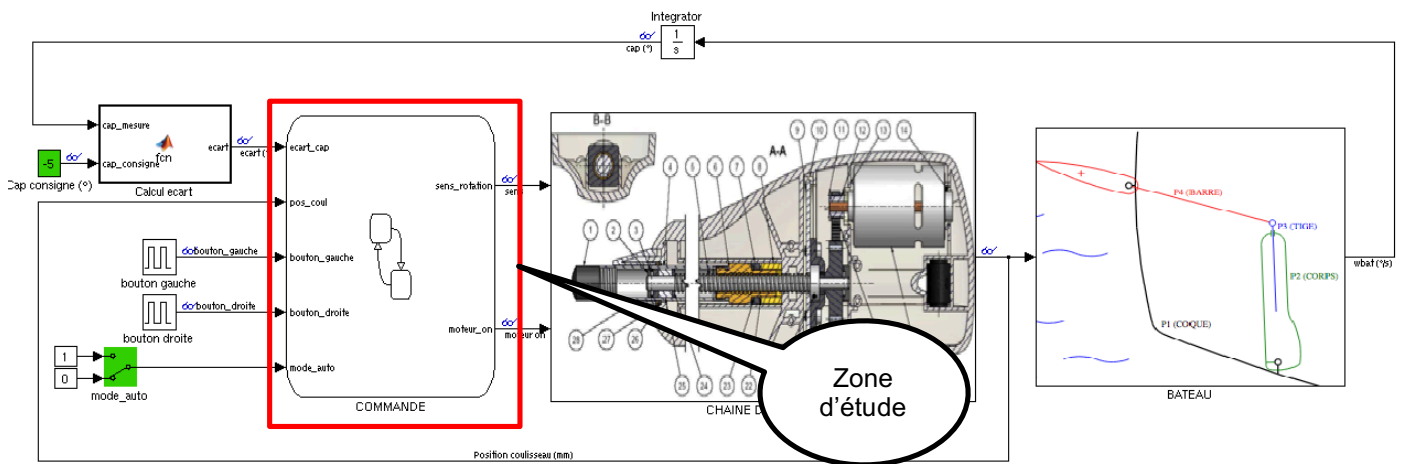 Integrator
1
s
cap (°)
cap_mesure
cap_consigne
fcn
ecart
ecart (°
Calcul ecart
-5
Cap consigne (°)
ecart_cap
pos_coul
bouton_gauche
bouton_droite
mode_auto
sens_rotation
moteur_on
COMMANDE
bouton_gauche
bouton gauche
bouton_droite
bouton droite
1
0
mode_auto
sens
moteur on
B-B
A-A
1
2
3
4
5
6
7
8
9
10
11
12
13
14
28
27
26
25
24
23
22
CHAINE D
Zone
d’étude
P4 (BARRE)
P3 (TIGE)
P2 (CORPS)
P1 (COQUE)
BATEAU
wbat (°/s)
Position coulisseau (mm)